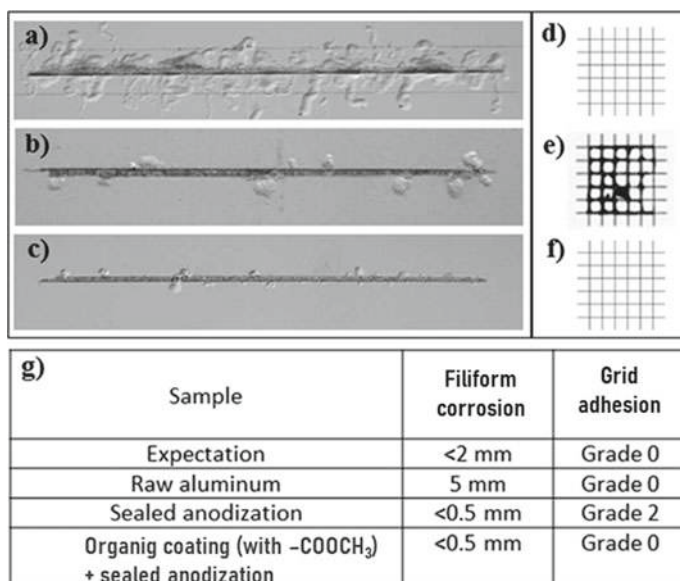 a)
b)
c)
d)
e)
f)
g)
Sample
Filiform
corrosion
Grid
adhesion
Expectation
<2 mm
Grade 0
Raw aluminum
5 mm
Grade 0
Sealed anodization
<0.5 mm
Grade 2
Organig coating (with –COOCH₃)
+ sealed anodization
<0.5 mm
Grade 0